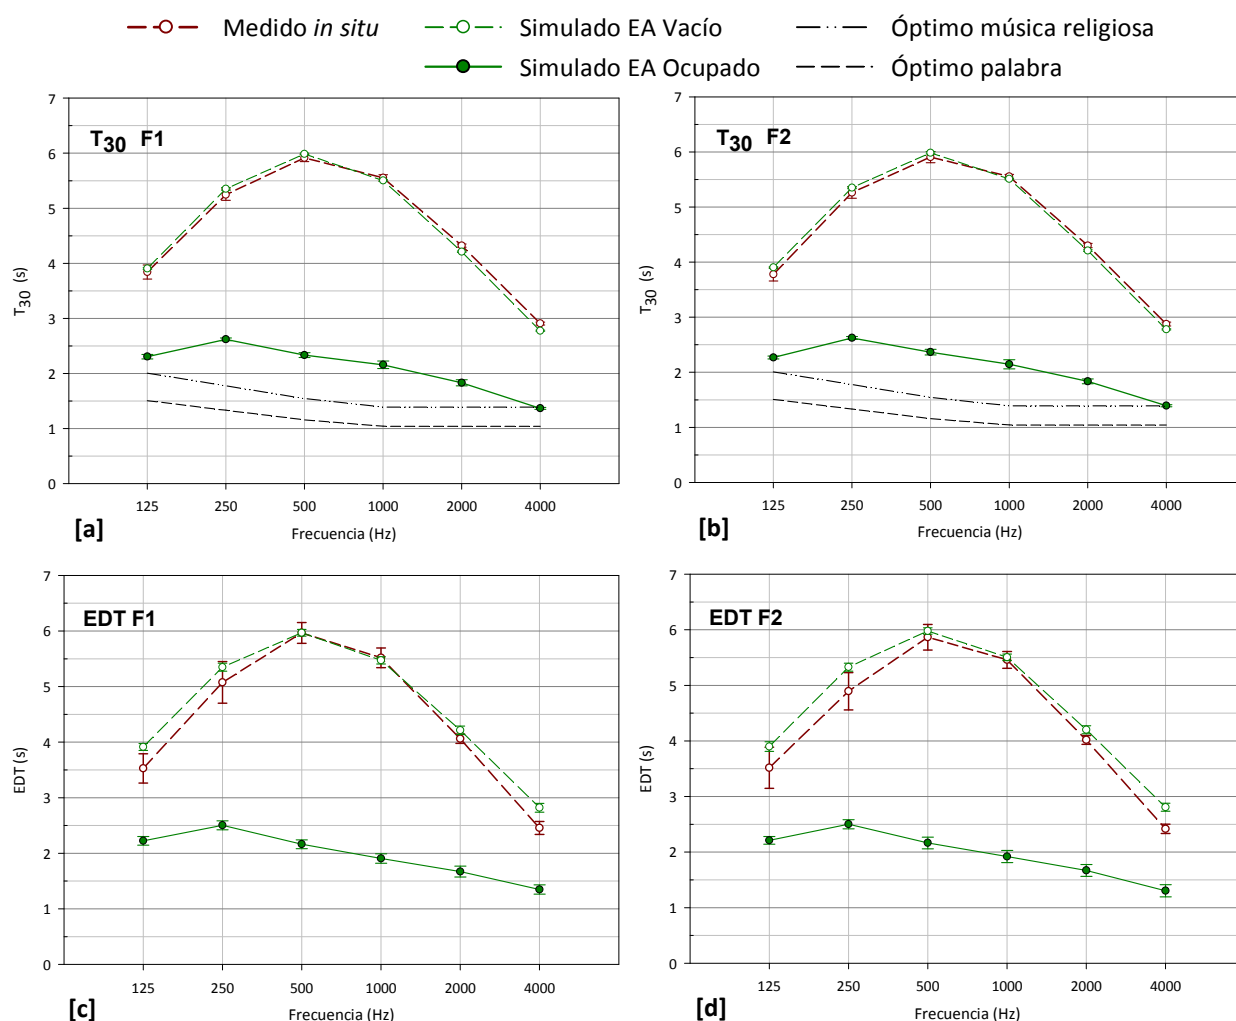 Medido in situ
Simulado EA Vacío
Óptimo música religiosa
Simulado EA Ocupado
Óptimo palabra
T30 F1
7
6
5
4
3
2
1
0
T30 (s)
125 250 500 1000 2000 4000
Frecuencia (Hz)
[a]
T30 F2
7
6
5
4
3
2
1
0
T30 (s)
125 250 500 1000 2000 4000
Frecuencia (Hz)
[b]
EDT F1
7
6
5
4
3
2
1
0
EDT (s)
125 250 500 1000 2000 4000
Frecuencia (Hz)
[c]
EDT F2
7
6
5
4
3
2
1
0
EDT (s)
125 250 500 1000 2000 4000
Frecuencia (Hz)
[d]